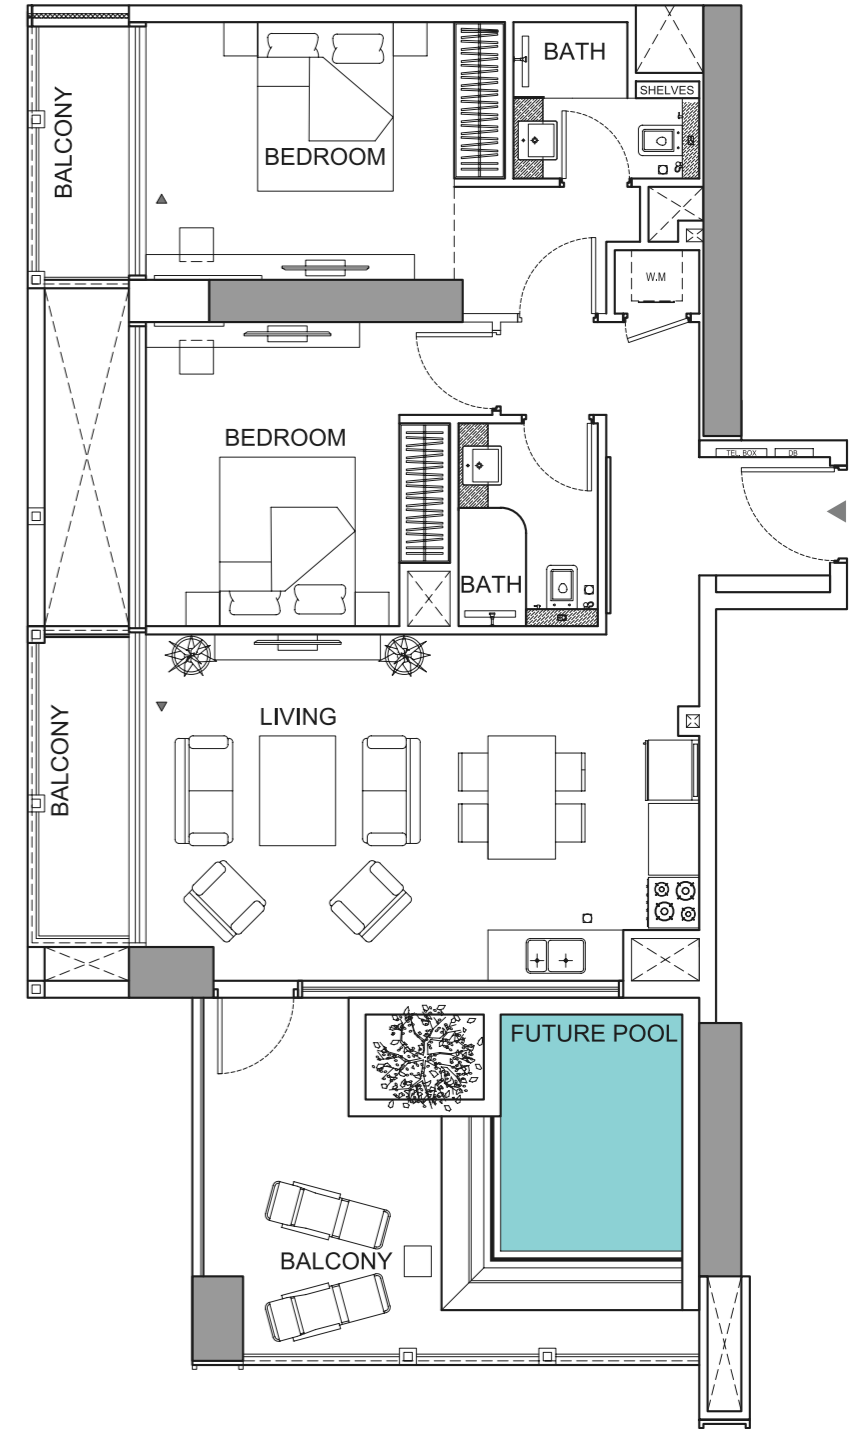 BATH
SHELVES
BALCONY
BEDROOM
W.M
BEDROOM
TEL. BOX
DB
BATH
LIVING
BALCONY
FUTURE POOL
BALCONY